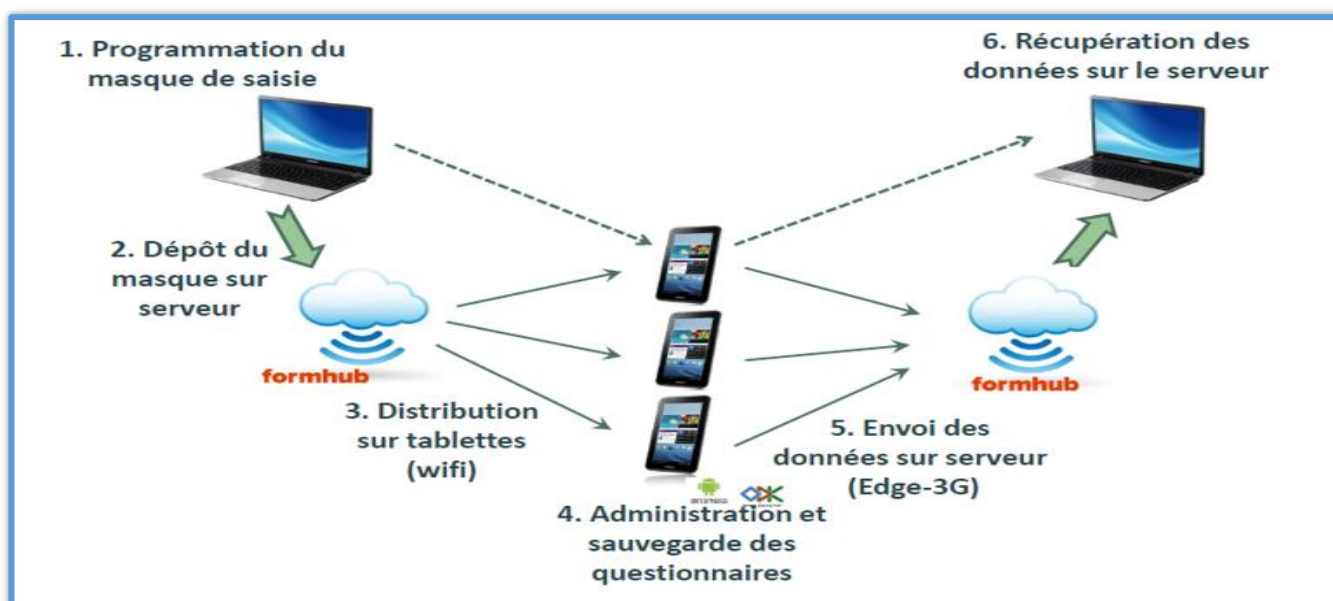 1. Programmation du
masque de saisie
6. Récupération des
données sur le serveur
2. Dépôt du
masque sur
serveur
formhub
formhub
3. Distribution
sur tablettes
(wifi)
5. Envoi des
données sur serveur
(Edge-3G)
4. Administration et
sauvegarde des
questionnaires